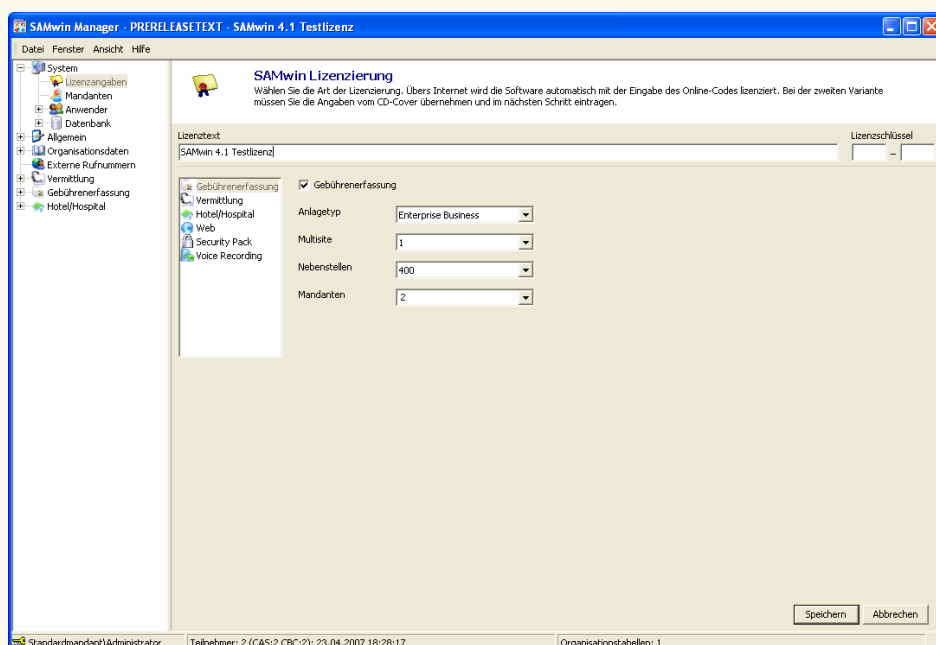 SAMwin Manager - PRERELEASETEXT - SAMwin 4.1 Testlizenz
Datei Fenster Ansicht Hilfe
System
Lizenzangaben
Mandanten
Anwender
Datenbank
Allgemein
Organisationsdaten
Externe Rufnummern
Vermittlung
Gebührenerfassung
Hotel/Hospital
SAMwin Lizenzierung
Wählen Sie die Art der Lizenzierung. Übers Internet wird die Software automatisch mit der Eingabe des Online-Codes lizenziert. Bei der zweiten Variante
müssen Sie die Angaben vom CD-Cover übernehmen und im nächsten Schritt eintragen.
Lizenztext
Lizenzschlüssel
SAMwin 4.1 Testlizenz
–
Gebührenerfassung
Vermittlung
Hotel/Hospital
Web
Security Pack
Voice Recording
Gebührenerfassung
Anlagetyp Enterprise Business
Multisite 1
Nebenstellen 400
Mandanten 2
Speichern Abbrechen
Standardmandant\Administrator Teilnehmer: 2 (CAS:2 CBC:2); 23.04.2007 18:28:17 Organisationstabellen: 1